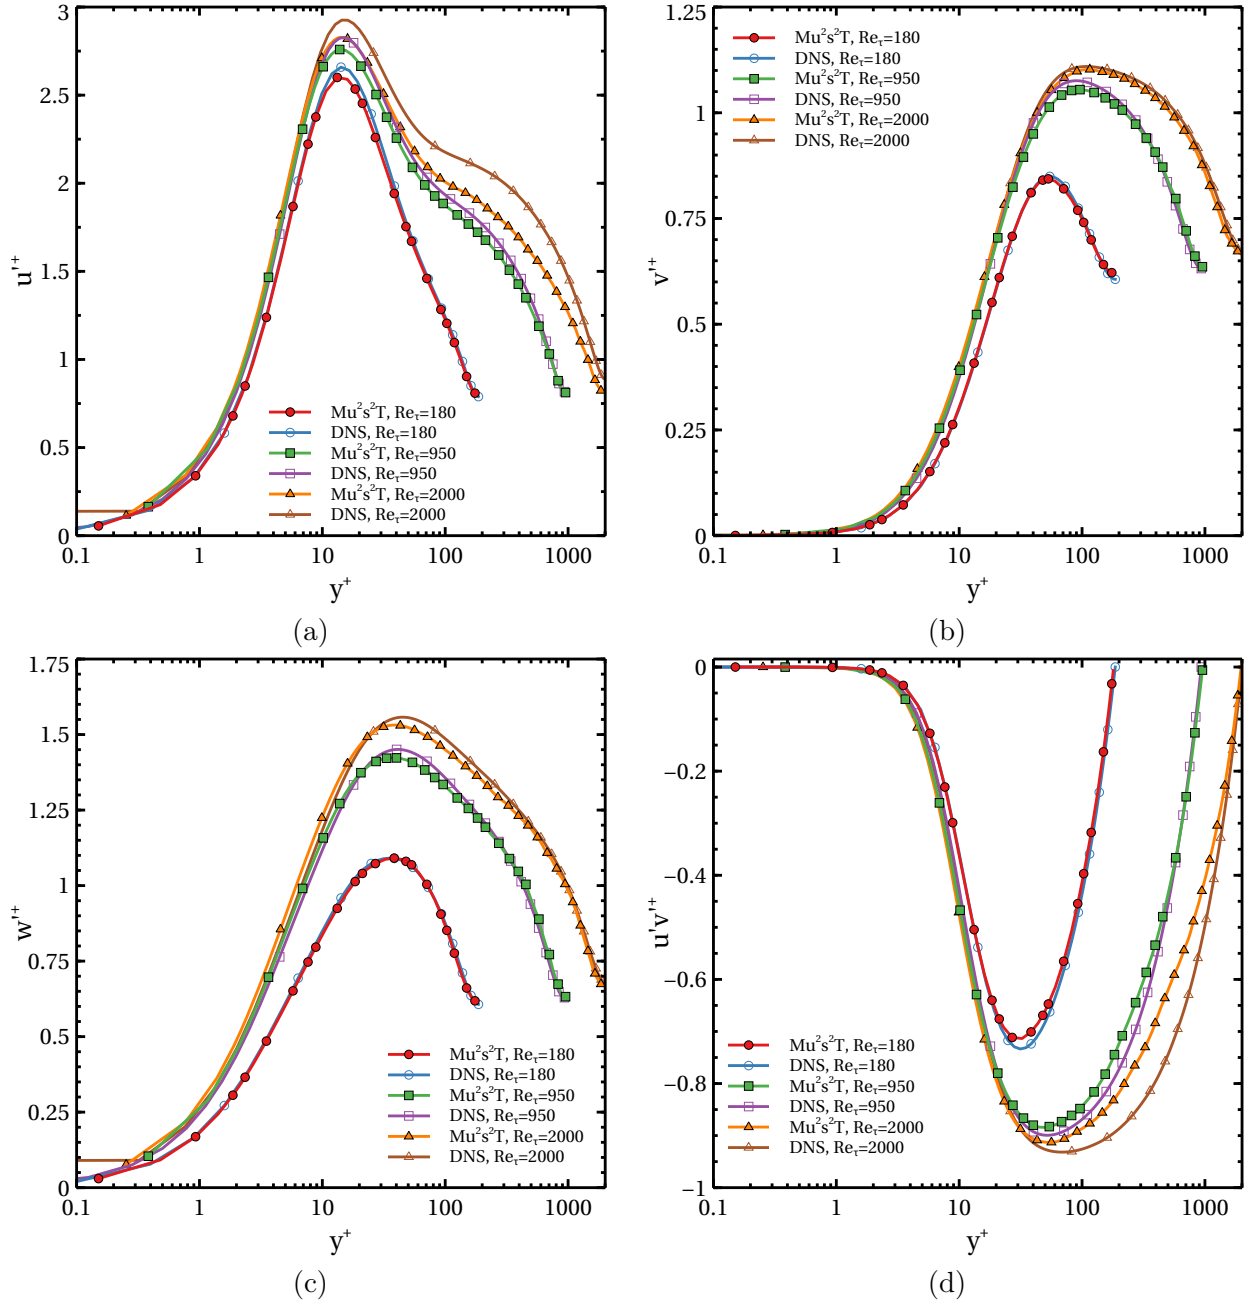 3
2.5
2
1.5
1
0.5
0
u'+
0.1 1 10 100 1000
y+
Mu²s²T, Reτ=180
DNS, Reτ=180
Mu²s²T, Reτ=950
DNS, Reτ=950
Mu²s²T, Reτ=2000
DNS, Reτ=2000
(a)
1.25
1
0.75
0.5
0.25
0
v'+
0.1 1 10 100 1000
y+
Mu²s²T, Reτ=180
DNS, Reτ=180
Mu²s²T, Reτ=950
DNS, Reτ=950
Mu²s²T, Reτ=2000
DNS, Reτ=2000
(b)
1.75
1.5
1.25
1
0.75
0.5
0.25
0
w'+
0.1 1 10 100 1000
y+
Mu²s²T, Reτ=180
DNS, Reτ=180
Mu²s²T, Reτ=950
DNS, Reτ=950
Mu²s²T, Reτ=2000
DNS, Reτ=2000
(c)
0
−0.2
−0.4
−0.6
−0.8
−1
u'v'+
0.1 1 10 100 1000
y+
Mu²s²T, Reτ=180
DNS, Reτ=180
Mu²s²T, Reτ=950
DNS, Reτ=950
Mu²s²T, Reτ=2000
DNS, Reτ=2000
(d)